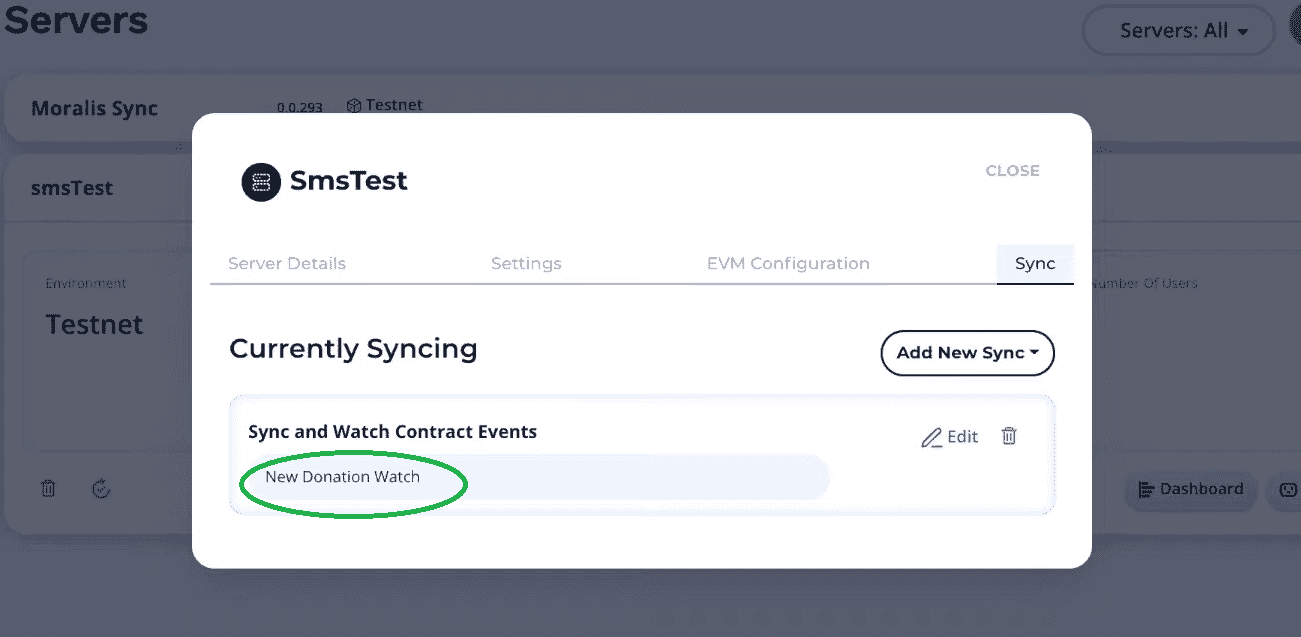 Servers
Servers: All
Moralis Sync
0.0.293
Testnet
SmsTest
CLOSE
smsTest
Server Details
Settings
EVM Configuration
Sync
Environment
Number Of Users
Testnet
Currently Syncing
Add New Sync
Sync and Watch Contract Events
Edit
New Donation Watch
Dashboard